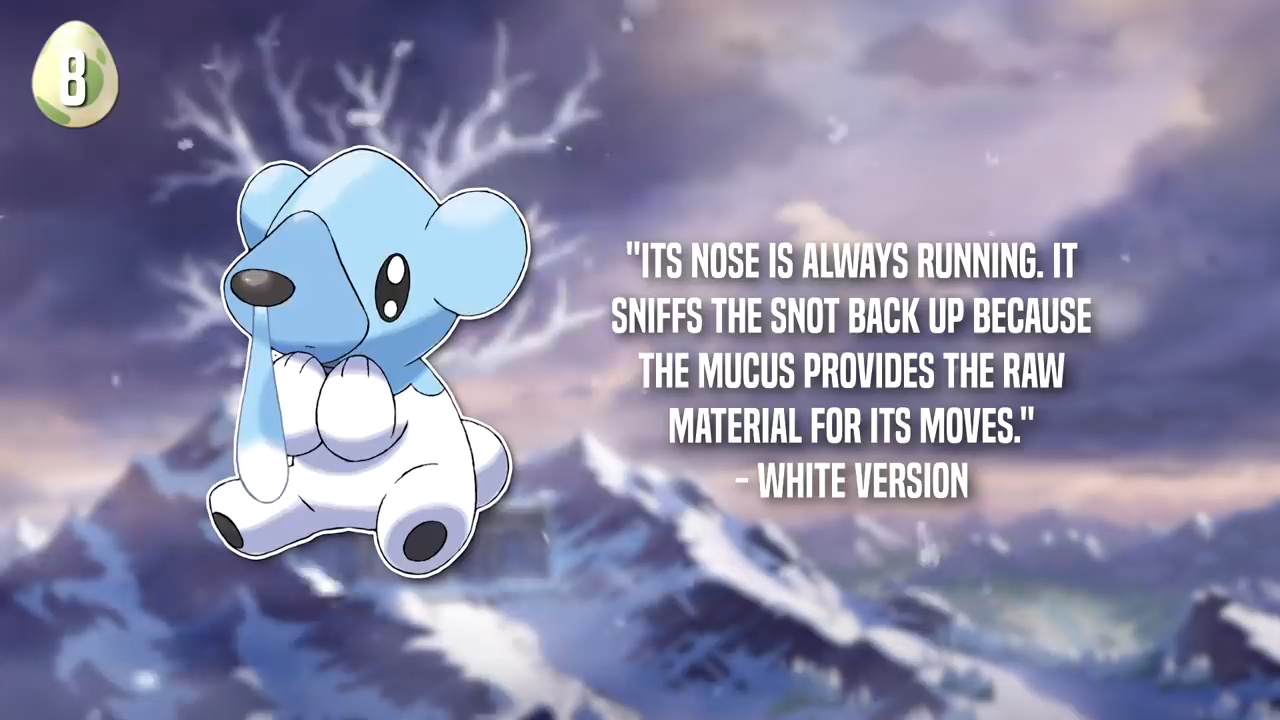 8
"ITS NOSE IS ALWAYS RUNNING. IT
SNIFFS THE SNOT BACK UP BECAUSE
THE MUCUS PROVIDES THE RAW
MATERIAL FOR ITS MOVES."
- WHITE VERSION